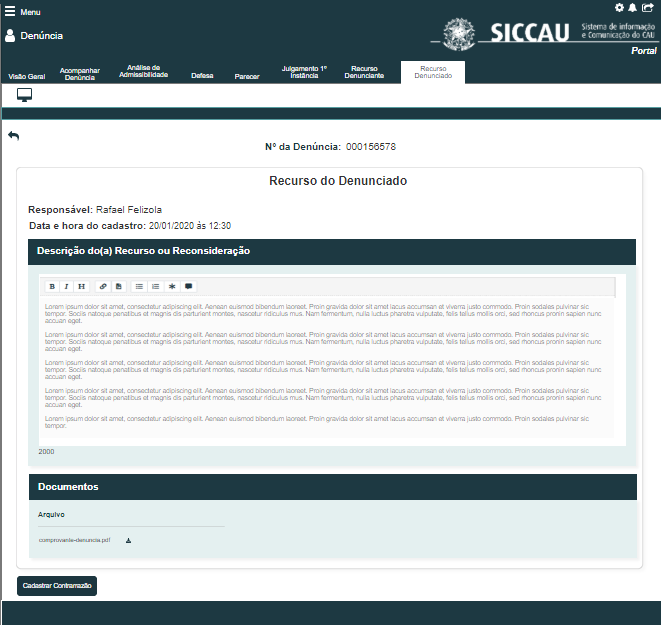 Menu
Denúncia
SICCAU
Sistema de informação
e Comunicação do CAU
Portal
Visão Geral
Acompanhar
Denúncia
Análise de
Admissibilidade
Defesa
Parecer
Julgamento 1º
Instância
Recurso
Denunciante
Recurso
Denunciado
Nº da Denúncia: 000156578
Recurso do Denunciado
Responsável: Rafael Felizola
Data e hora do cadastro: 20/01/2020 às 12:30
Descrição do(a) Recurso ou Reconsideração
B I H
Lorem ipsum dolor sit amet, consectetur adipiscing elit. Aenean euismod bibendum laoreet. Proin gravida dolor sit amet lacus accumsan et viverra justo commodo. Proin sodales pulvinar sic
tempor. Sociis natoque penatibus et magnis dis parturient montes, nascetur ridiculus mus. Nam fermentum, nulla luctus pharetra vulputate, felis tellus mollis orci, sed rhoncus pronin sapien nunc
accuan eget.
Lorem ipsum dolor sit amet, consectetur adipiscing elit. Aenean euismod bibendum laoreet. Proin gravida dolor sit amet lacus accumsan et viverra justo commodo. Proin sodales pulvinar sic
tempor. Sociis natoque penatibus et magnis dis parturient montes, nascetur ridiculus mus. Nam fermentum, nulla luctus pharetra vulputate, felis tellus mollis orci, sed rhoncus pronin sapien nunc
accuan eget.
Lorem ipsum dolor sit amet, consectetur adipiscing elit. Aenean euismod bibendum laoreet. Proin gravida dolor sit amet lacus accumsan et viverra justo commodo. Proin sodales pulvinar sic
tempor. Sociis natoque penatibus et magnis dis parturient montes, nascetur ridiculus mus. Nam fermentum, nulla luctus pharetra vulputate, felis tellus mollis orci, sed rhoncus pronin sapien nunc
accuan eget.
Lorem ipsum dolor sit amet, consectetur adipiscing elit. Aenean euismod bibendum laoreet. Proin gravida dolor sit amet lacus accumsan et viverra justo commodo. Proin sodales pulvinar sic
tempor. Sociis natoque penatibus et magnis dis parturient montes, nascetur ridiculus mus. Nam fermentum, nulla luctus pharetra vulputate, felis tellus mollis orci, sed rhoncus pronin sapien nunc
accuan eget.
Lorem ipsum dolor sit amet, consectetur adipiscing elit. Aenean euismod bibendum laoreet. Proin gravida dolor sit amet lacus accumsan et viverra justo commodo. Proin sodales pulvinar sic
tempor.
2000
Documentos
Arquivo
comprovante-denuncia.pdf
Cadastrar Contrarrazão